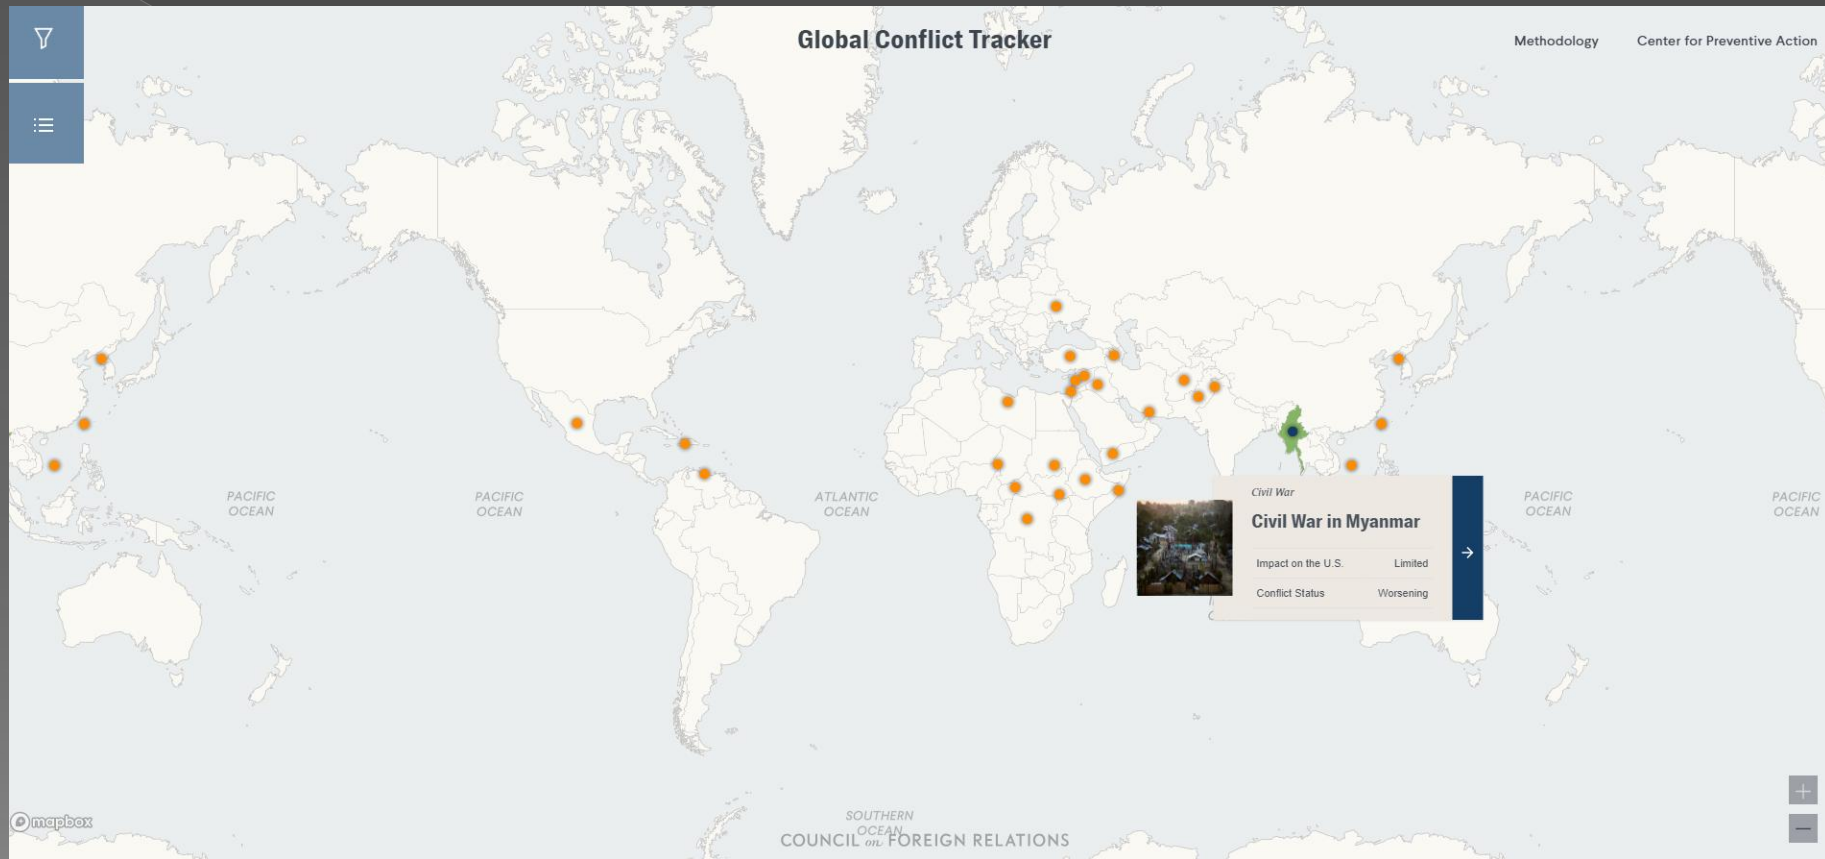 Global Conflict Tracker
Methodology
Center for Preventive Action
PACIFIC
OCEAN
PACIFIC
OCEAN
ATLANTIC
OCEAN
Civil War
Civil War in Myanmar
Impact on the U.S. Limited
Conflict Status Worsening
PACIFIC
OCEAN
PACIFIC
OCEAN
SOUTHERN
OCEAN
COUNCIL on FOREIGN RELATIONS
mapbox